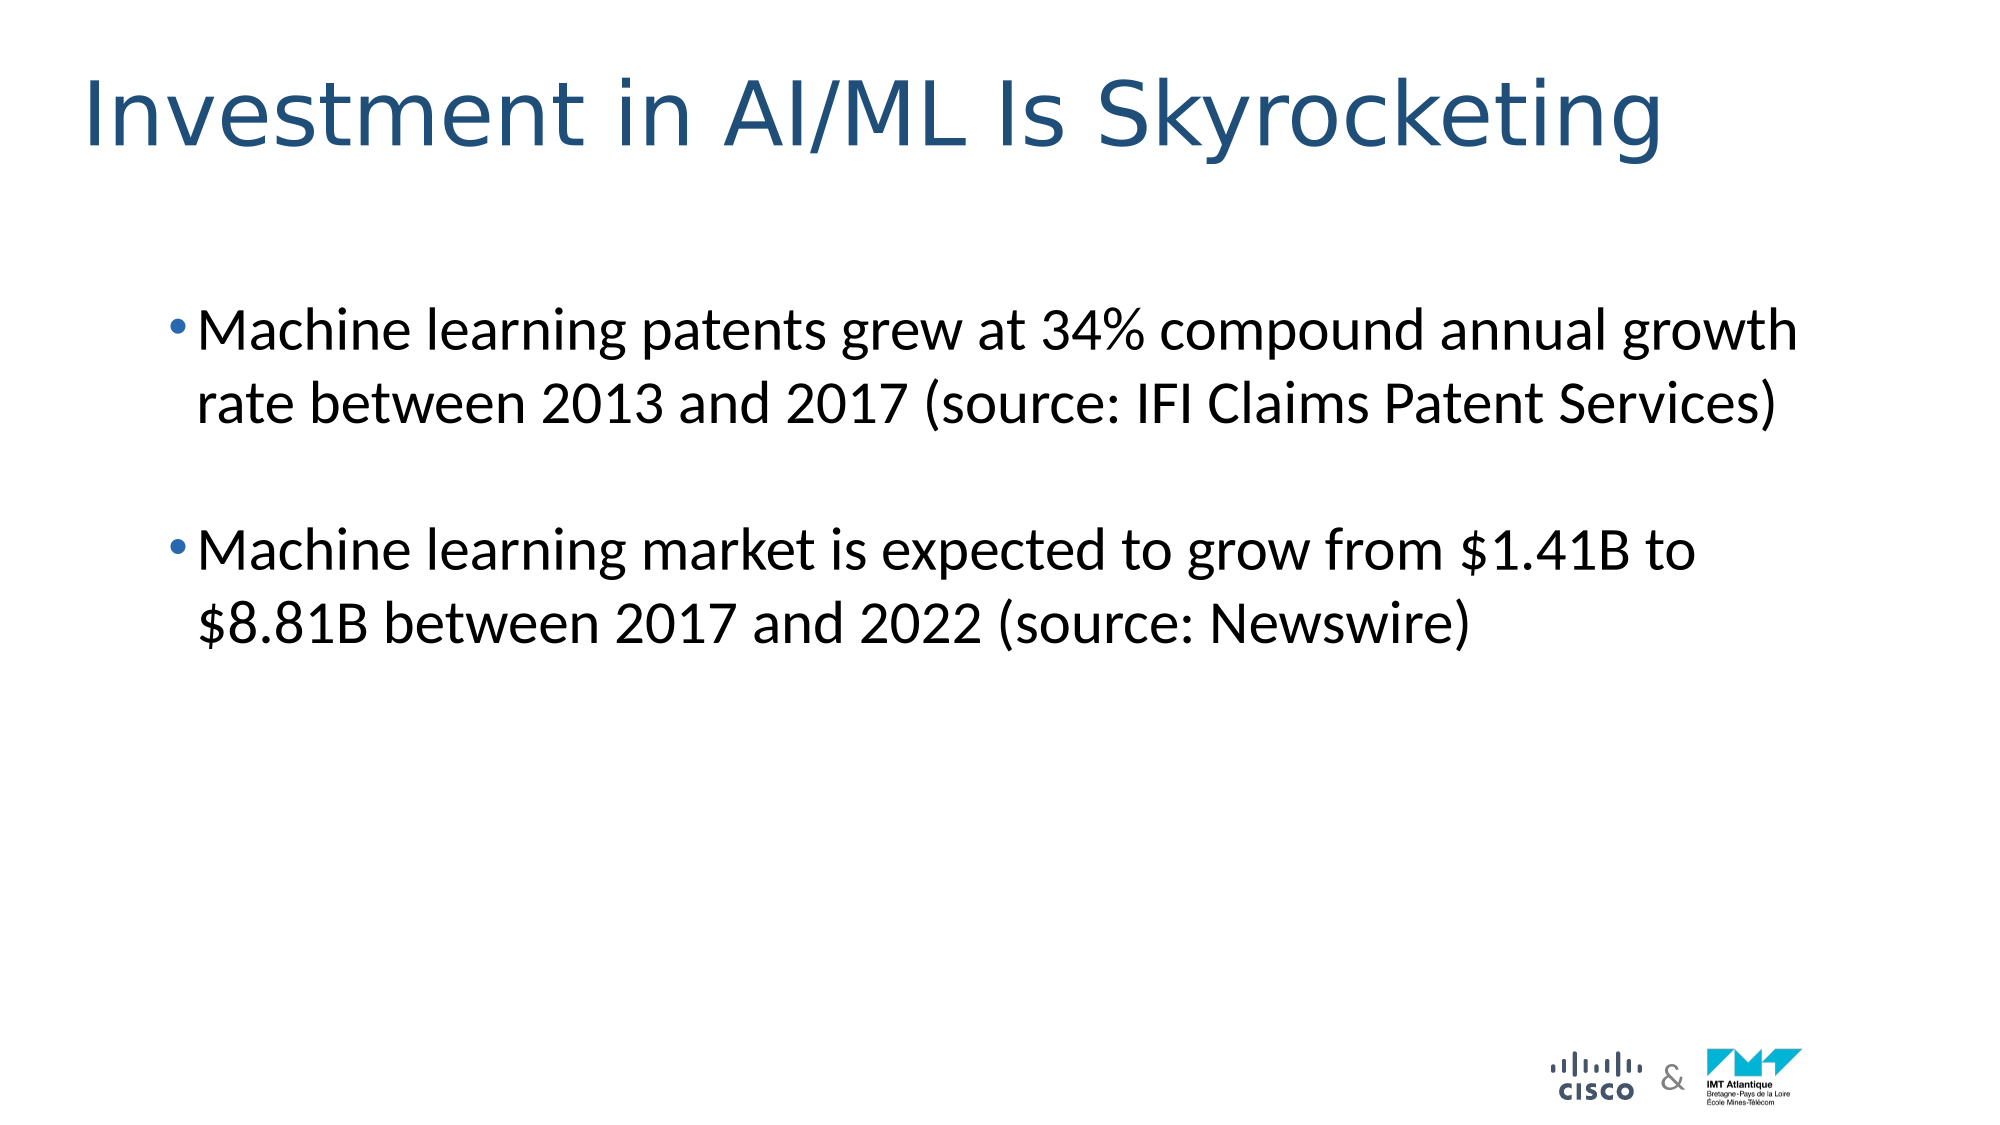 Investment in AI/ML Is Skyrocketing
• Machine learning patents grew at 34% compound annual growth
rate between 2013 and 2017 (source: IFI Claims Patent Services)
• Machine learning market is expected to grow from $1.41B to
$8.81B between 2017 and 2022 (source: Newswire)
CISCO
&
IMT Atlantique
Bretagne-Pays de la Loire
École Mines-Télécom